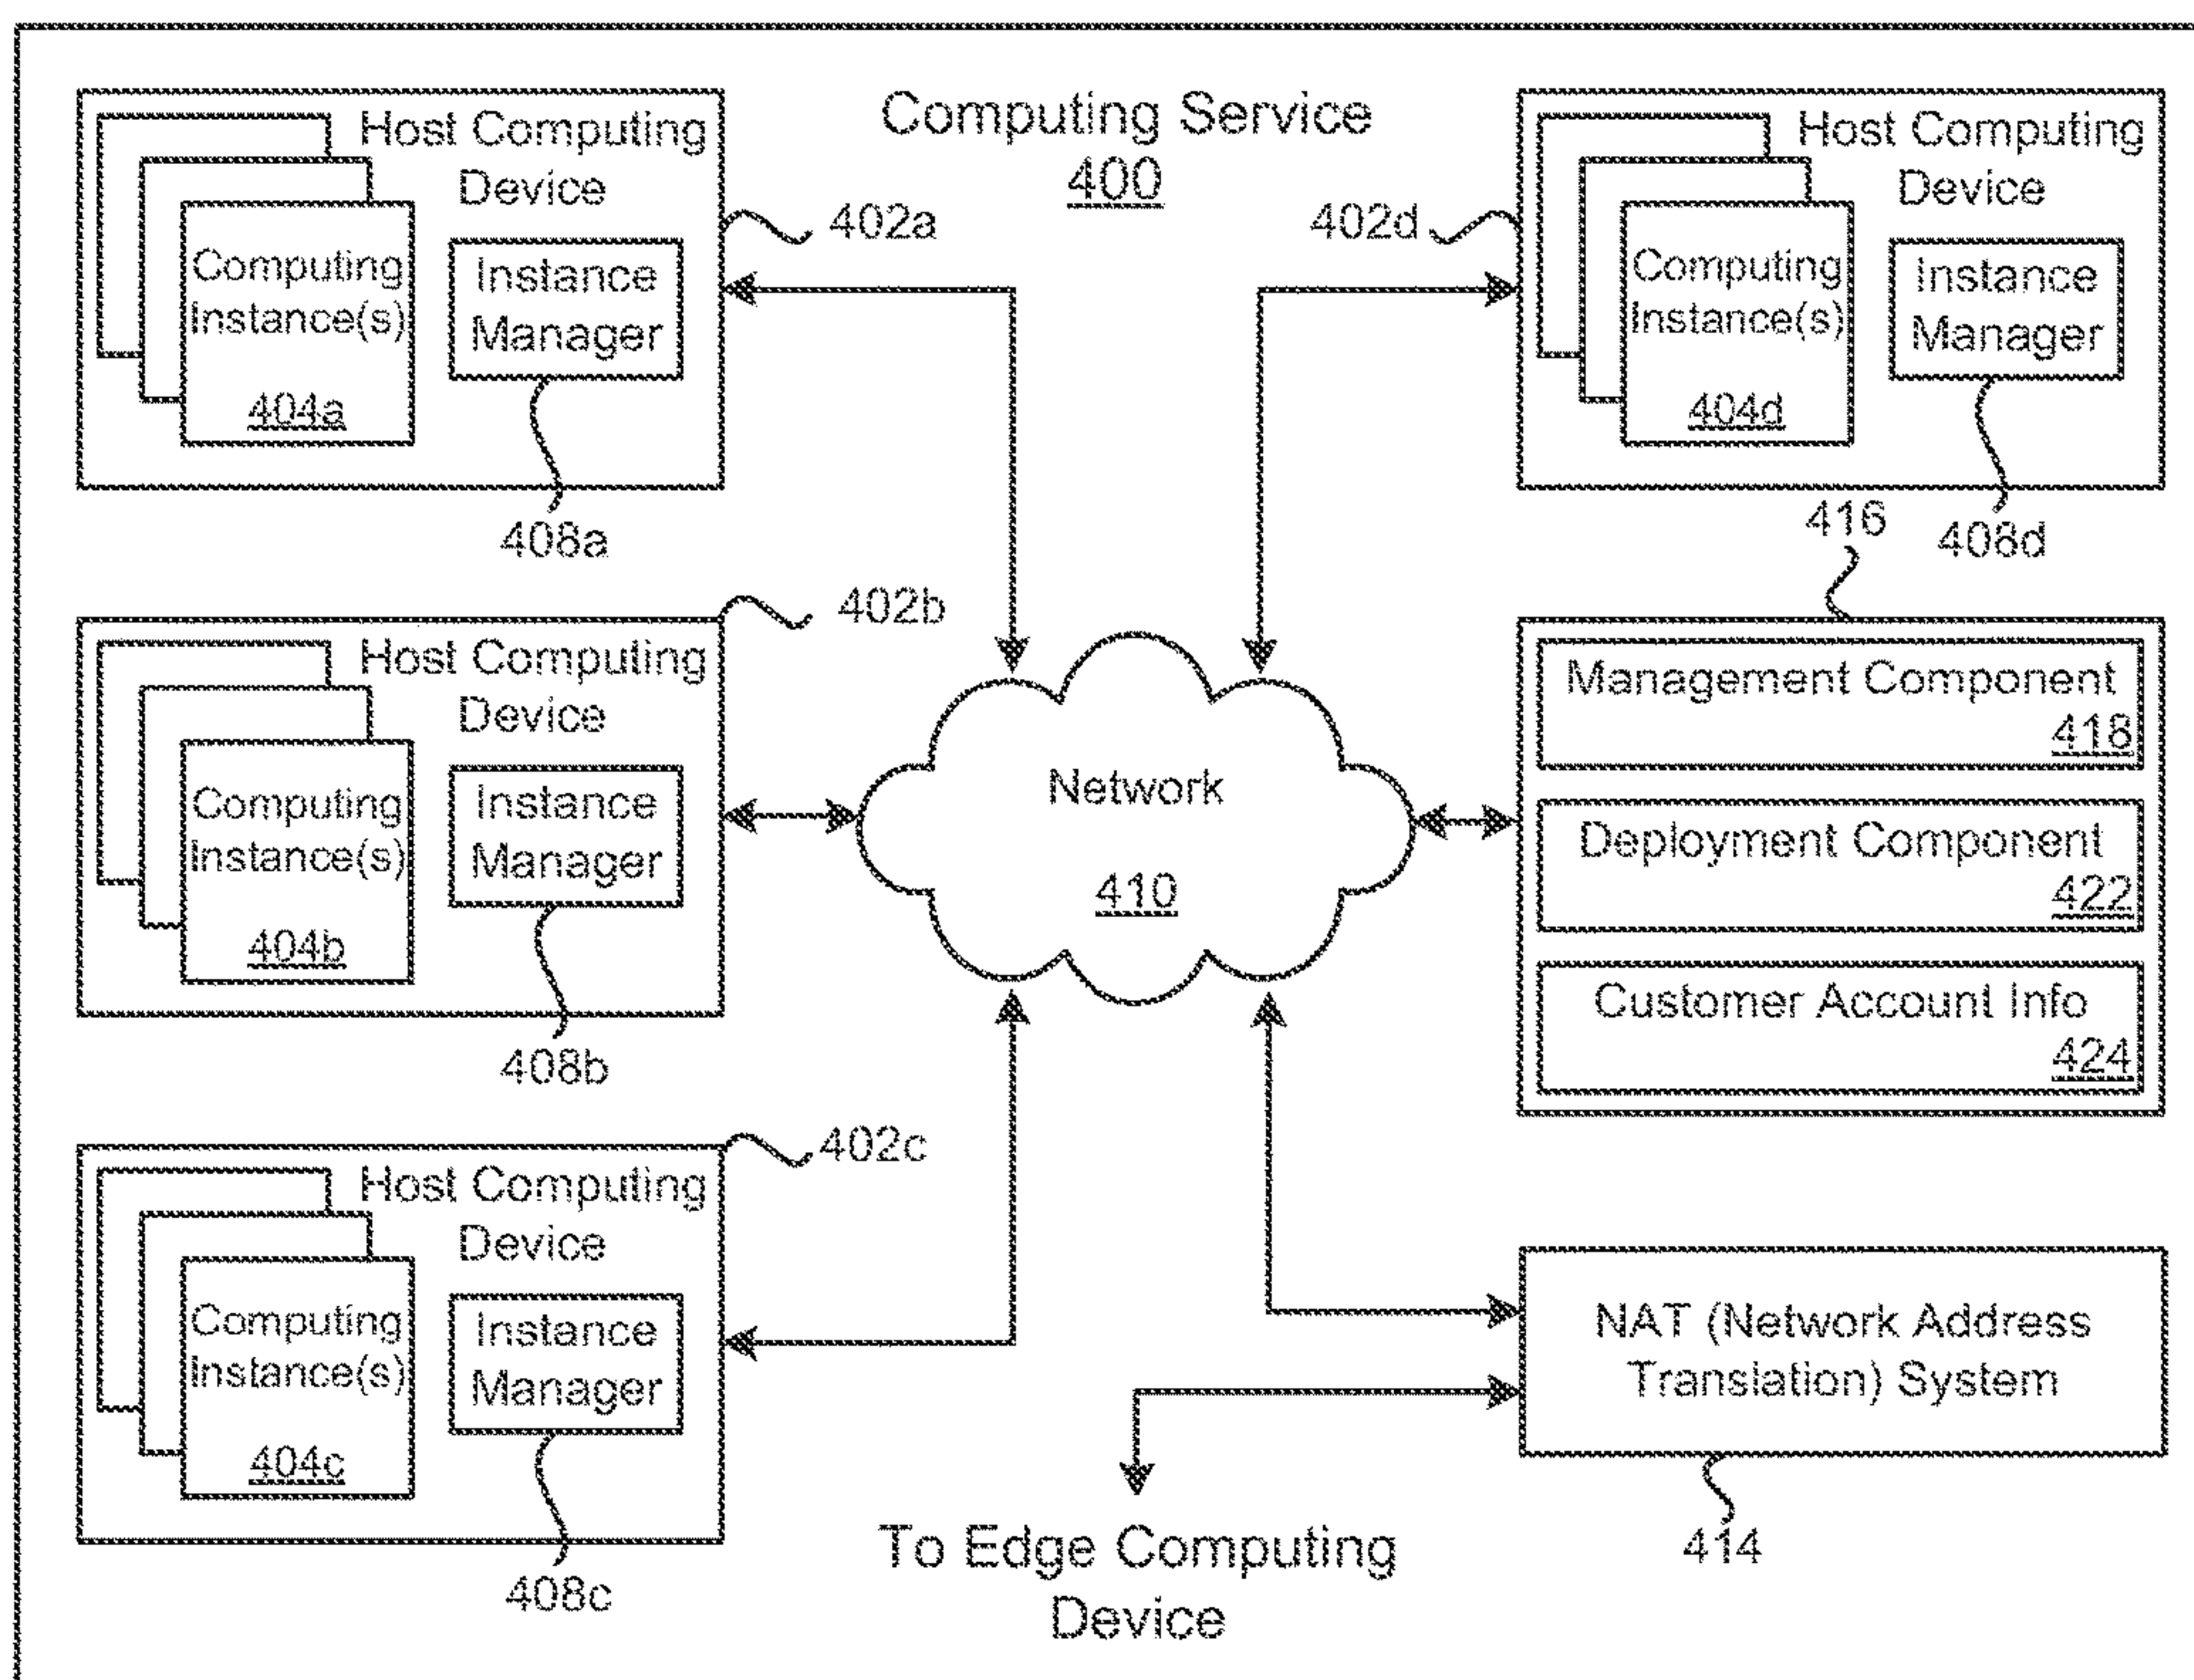 Computing Service
400
Host Computing
Device
402a
Computing
Instance(s)
404a
Instance
Manager
408a
Host Computing
Device
402d
Computing
Instance(s)
404d
Instance
Manager
408d
Host Computing
Device
402b
Computing
Instance(s)
404b
Instance
Manager
408b
Network
410
416
Management Component
418
Deployment Component
422
Customer Account Info
424
Host Computing
Device
402c
Computing
Instance(s)
404c
Instance
Manager
408c
NAT (Network Address
Translation) System
414
To Edge Computing
Device